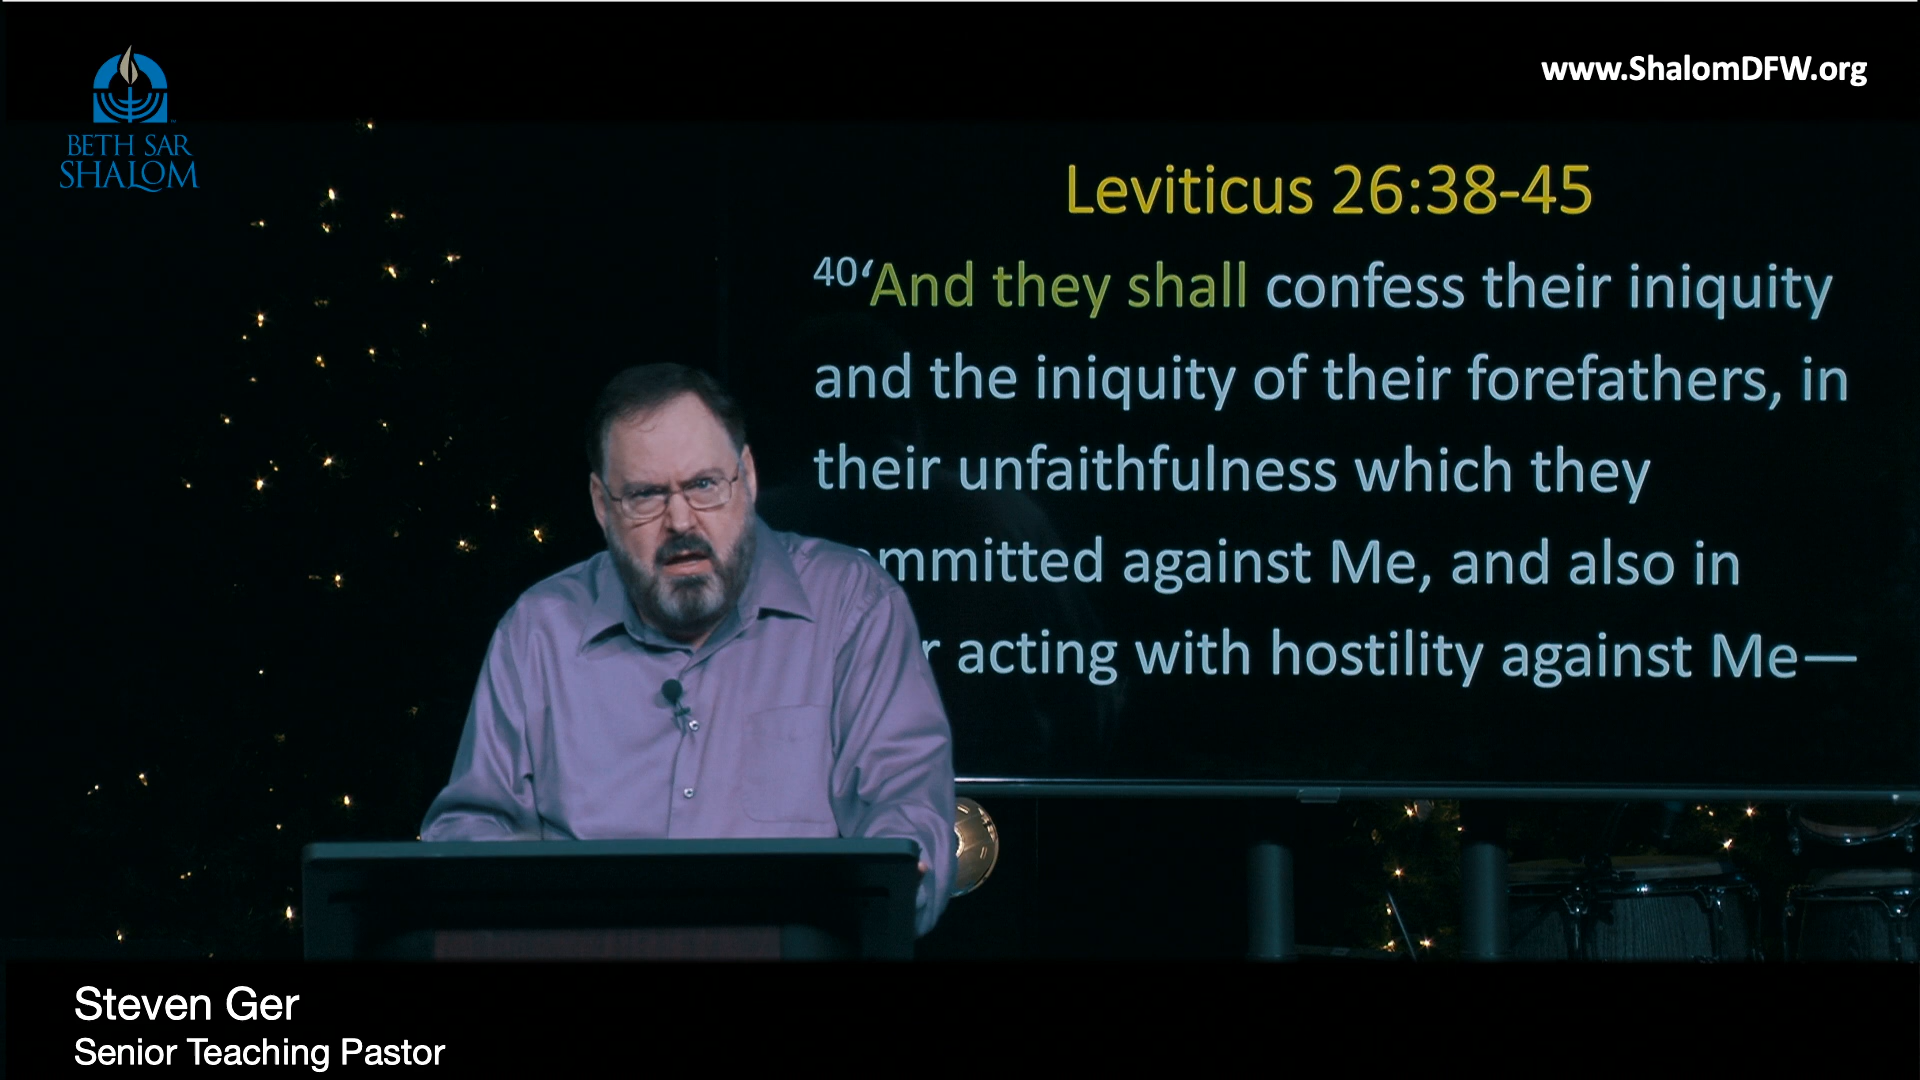 BETH SAR
SHALOM
www.ShalomDFW.org
Leviticus 26:38-45
40‘And they shall confess their iniquity
and the iniquity of their forefathers, in
their unfaithfulness which they
against Me, and also in
acting with hostility against Me—
Steven Ger
Senior Teaching Pastor